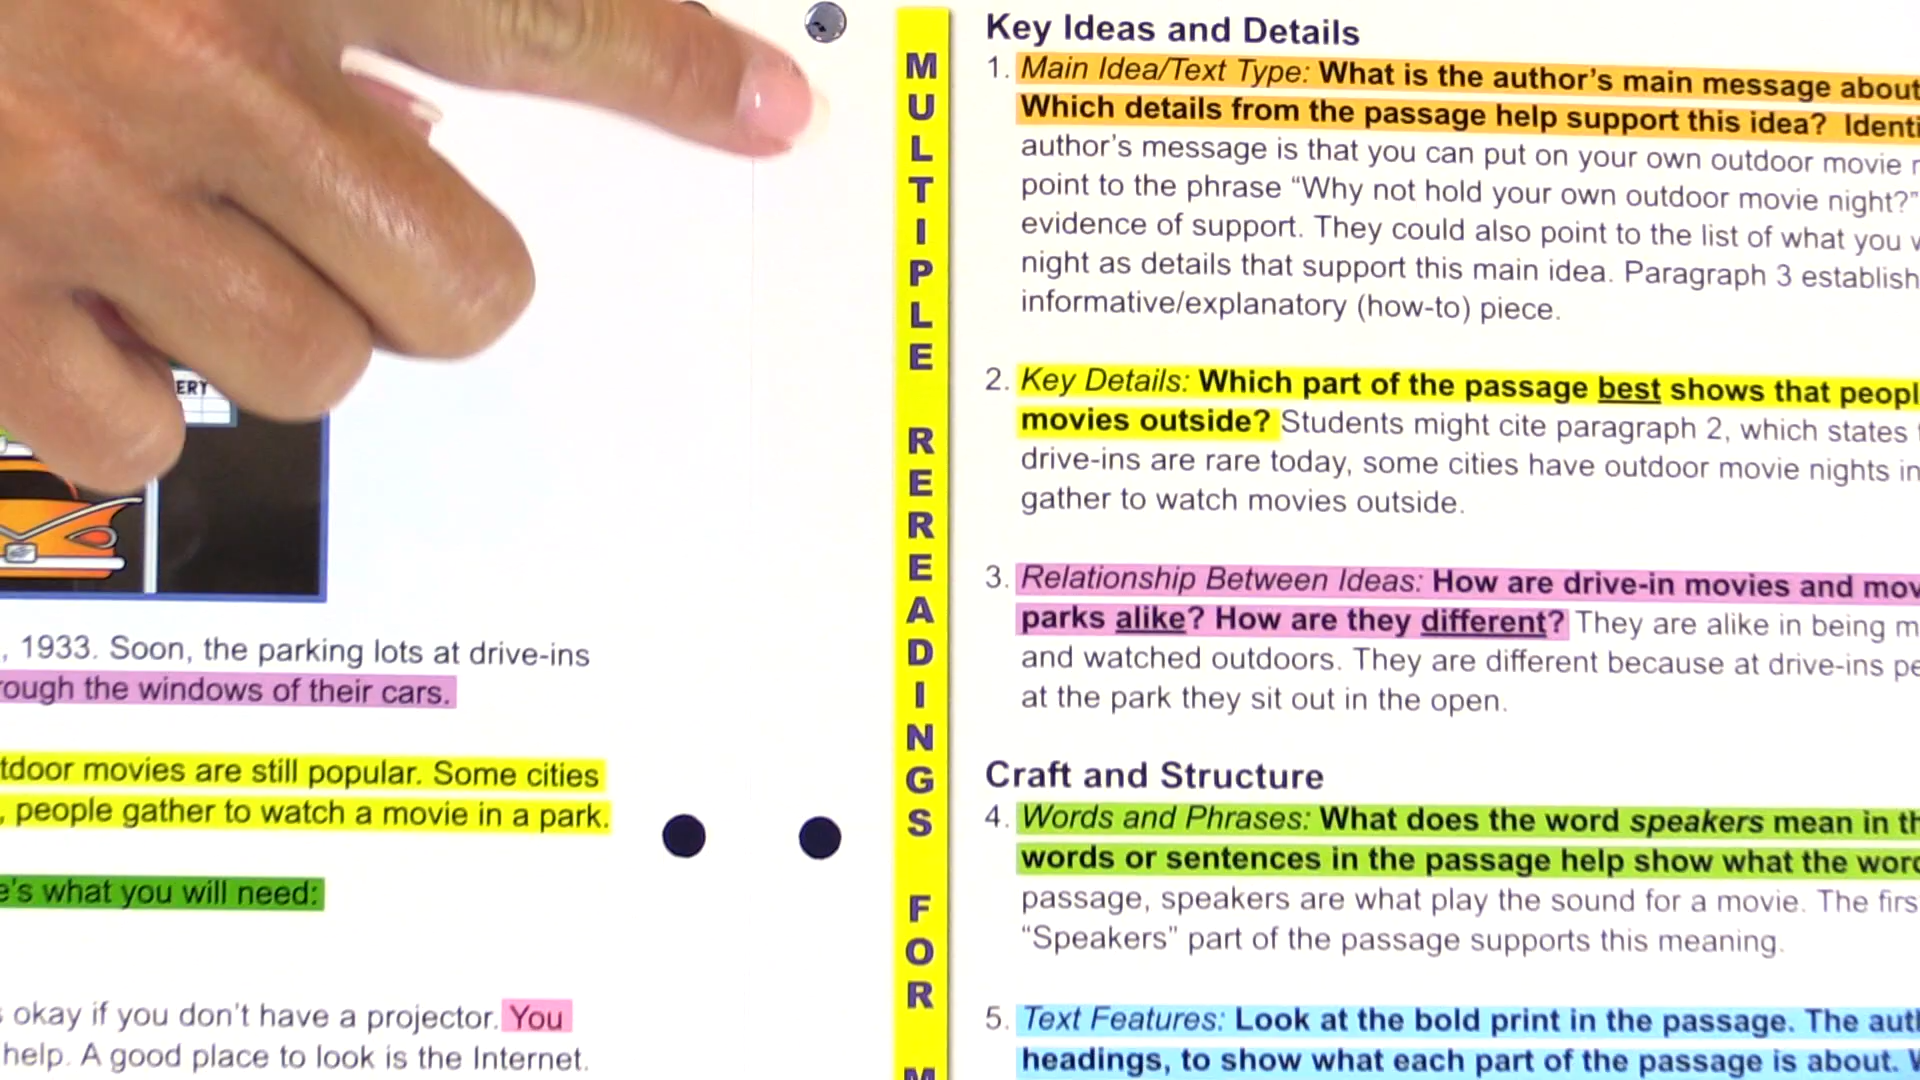 ERY
, 1933. Soon, the parking lots at drive-ins
rough the windows of their cars.
tdoor movies are still popular. Some cities
, people gather to watch a movie in a park.
e's what you will need:
okay if you don't have a projector. You
help. A good place to look is the Internet.
MULTIPLE REREADINGS FOR M
Key Ideas and Details
1. Main Idea/Text Type: What is the author's main message about
Which details from the passage help support this idea? Identi
author's message is that you can put on your own outdoor movie
point to the phrase “Why not hold your own outdoor movie night?”
evidence of support. They could also point to the list of what you
night as details that support this main idea. Paragraph 3 establish
informative/explanatory (how-to) piece.
2. Key Details: Which part of the passage best shows that peopl
movies outside? Students might cite paragraph 2, which states
drive-ins are rare today, some cities have outdoor movie nights in
gather to watch movies outside.
3. Relationship Between Ideas: How are drive-in movies and mov
parks alike? How are they different? They are alike in being m
and watched outdoors. They are different because at drive-ins pe
at the park they sit out in the open.
Craft and Structure
4. Words and Phrases: What does the word speakers mean in th
words or sentences in the passage help show what the word
passage, speakers are what play the sound for a movie. The firs
“Speakers” part of the passage supports this meaning.
5. Text Features: Look at the bold print in the passage. The auth
headings, to show what each part of the passage is about. W